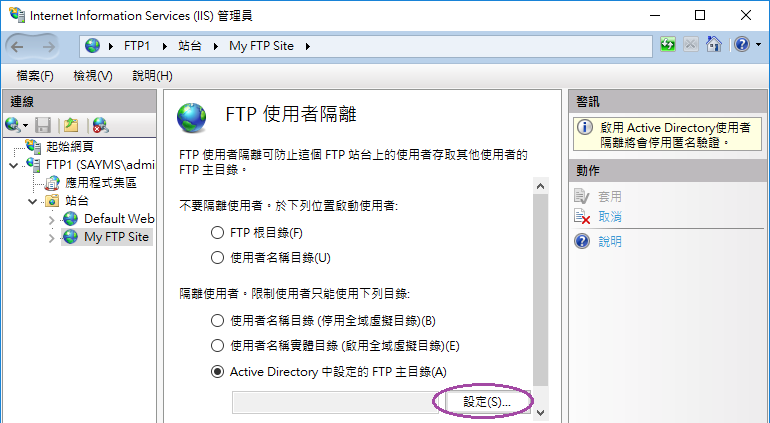 Internet Information Services (IIS) 管理員
FTP1 站台 My FTP Site
檔案(F) 檢視(V) 說明(H)
連線
起始網頁
FTP1 (SAYMS\admi
應用程式集區
站台
Default Web
My FTP Site
FTP 使用者隔離
FTP 使用者隔離可防止這個 FTP 站台上的使用者存取其他使用者的
FTP 主目錄。
不要隔離使用者。於下列位置啟動使用者:
FTP 根目錄(F)
使用者名稱目錄(U)
隔離使用者。限制使用者只能使用下列目錄:
使用者名稱目錄 (停用全域虛擬目錄)(B)
使用者名稱實體目錄 (啟用全域虛擬目錄)(E)
Active Directory 中設定的 FTP 主目錄(A)
設定(S)...
警訊
啟用 Active Directory使用者
隔離將會停用匿名驗證。
動作
套用
取消
說明